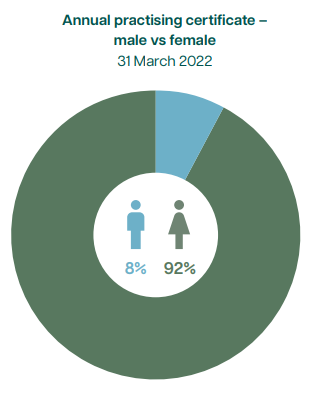 Annual practising certificate –
male vs female
31 March 2022
8% 92%